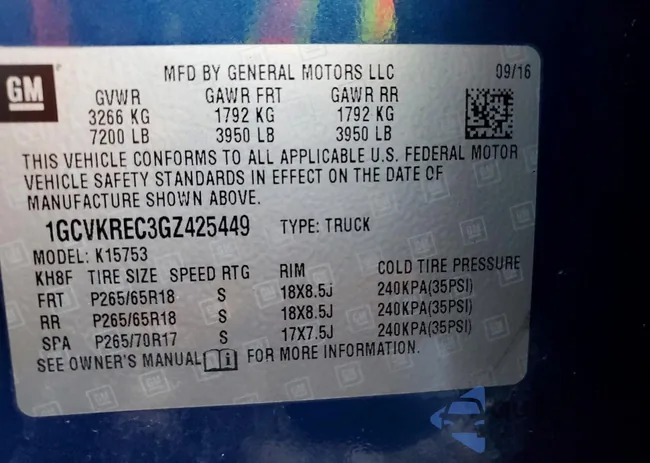 GM
MFD BY GENERAL MOTORS LLC 09/16
GVWR GAWR FRT GAWR RR
3266 KG 1792 KG 1792 KG
7200 LB 3950 LB 3950 LB
THIS VEHICLE CONFORMS TO ALL APPLICABLE U.S. FEDERAL MOTOR
VEHICLE SAFETY STANDARDS IN EFFECT ON THE DATE OF
MANUFACTURE SHOWN ABOVE.
1GCVKREC3GZ425449 TYPE: TRUCK
MODEL: K15753
KH8F TIRE SIZE SPEED RTG RIM COLD TIRE PRESSURE
FRT P265/65R18 S 18X8.5J 240KPA(35PSI)
RR P265/65R18 S 18X8.5J 240KPA(35PSI)
SPA P265/70R17 S 17X7.5J 240KPA(35PSI)
SEE OWNER'S MANUAL FOR MORE INFORMATION.